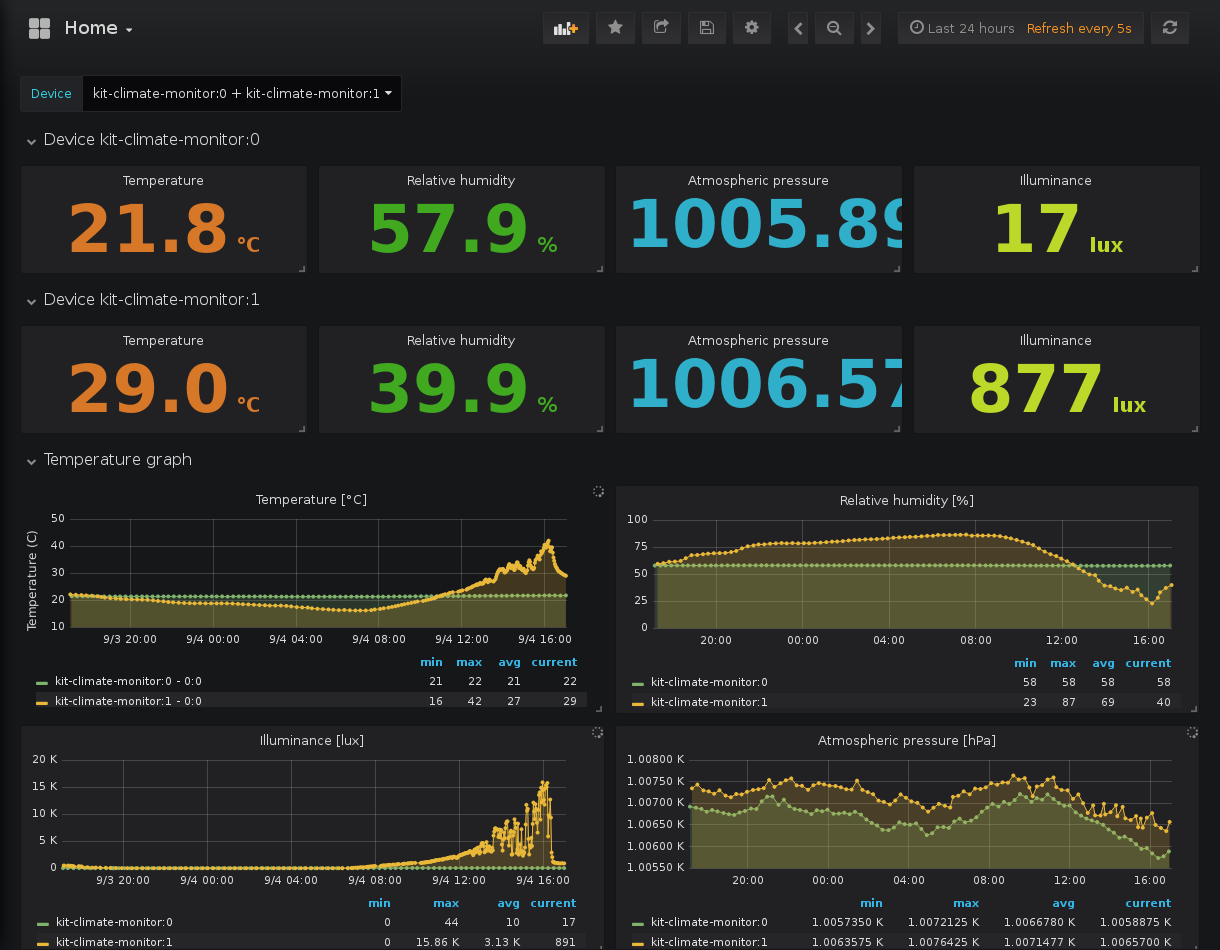 Home
Last 24 hours Refresh every 5s
Device kit-climate-monitor:0 + kit-climate-monitor:1
Device kit-climate-monitor:0
Temperature Relative humidity Atmospheric pressure Illuminance
21.8 °C 57.9 % 1005.89 17 lux
Device kit-climate-monitor:1
Temperature Relative humidity Atmospheric pressure Illuminance
29.0 °C 39.9 % 1006.57 877 lux
Temperature graph
Temperature [°C]
Temperature (C)
50
40
30
20
10
9/3 20:00 9/4 00:00 9/4 04:00 9/4 08:00 9/4 12:00 9/4 16:00
min max avg current
kit-climate-monitor:0 - 0:0 21 22 21 22
kit-climate-monitor:1 - 0:0 16 42 27 29
Relative humidity [%]
100
75
50
25
0
20:00 00:00 04:00 08:00 12:00 16:00
min max avg current
kit-climate-monitor:0 58 58 58 58
kit-climate-monitor:1 23 87 69 40
Illuminance [lux]
20 K
15 K
10 K
5 K
0
9/3 20:00 9/4 00:00 9/4 04:00 9/4 08:00 9/4 12:00 9/4 16:00
min max avg current
kit-climate-monitor:0 0 44 10 17
kit-climate-monitor:1 0 15.86 K 3.13 K 891
Atmospheric pressure [hPa]
1.00800 K
1.00750 K
1.00700 K
1.00650 K
1.00600 K
1.00550 K
20:00 00:00 04:00 08:00 12:00 16:00
min max avg current
kit-climate-monitor:0 1.0057350 K 1.0072125 K 1.0066780 K 1.0058875 K
kit-climate-monitor:1 1.0063575 K 1.0076425 K 1.0071477 K 1.0065700 K